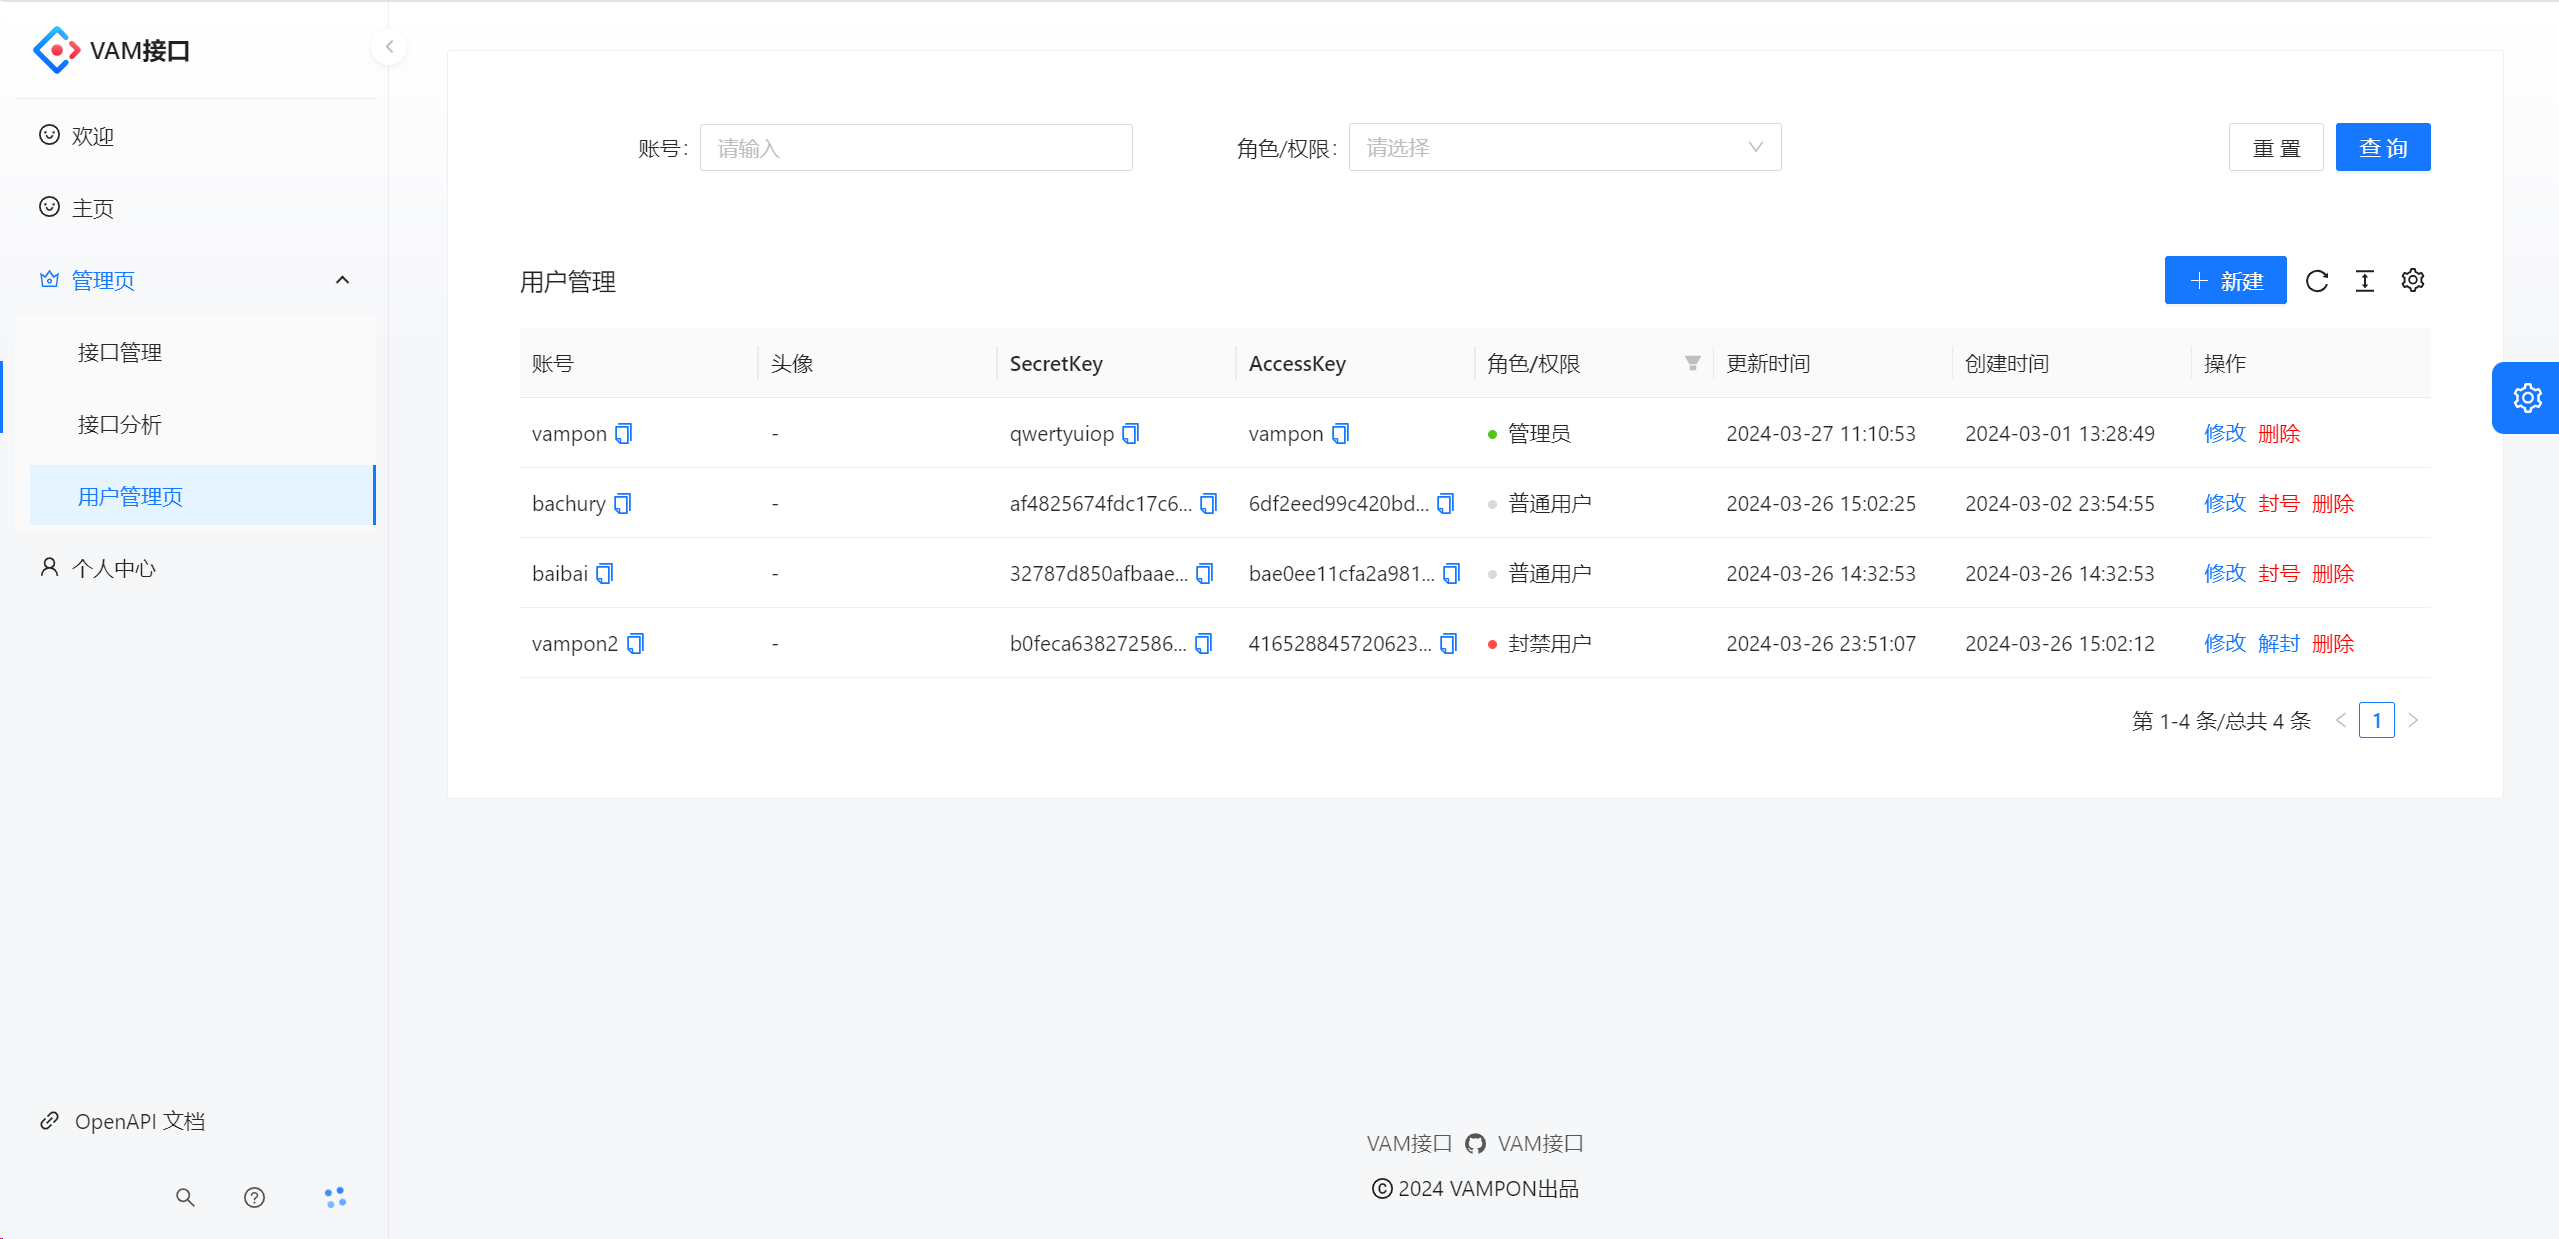 VAM接口
欢迎
主页
管理页
接口管理
接口分析
用户管理页
个人中心
OpenAPI 文档
账号: 请输入 角色/权限: 请选择 重 置 查 询
用户管理 新建
账号 头像 SecretKey AccessKey 角色/权限 更新时间 创建时间 操作
vampon - qwertyuiop vampon 管理员 2024-03-27 11:10:53 2024-03-01 13:28:49 修改 删除
bachury - af4825674fdc17c6... 6df2eed99c420bd... 普通用户 2024-03-26 15:02:25 2024-03-02 23:54:55 修改 封号 删除
baibai - 32787d850afbaae... bae0ee11cfa2a981... 普通用户 2024-03-26 14:32:53 2024-03-26 14:32:53 修改 封号 删除
vampon2 - b0feca638272586... 416528845720623... 封禁用户 2024-03-26 23:51:07 2024-03-26 15:02:12 修改 解封 删除
第 1-4 条/总共 4 条 1
VAM接口 VAM接口
© 2024 VAMPON出品